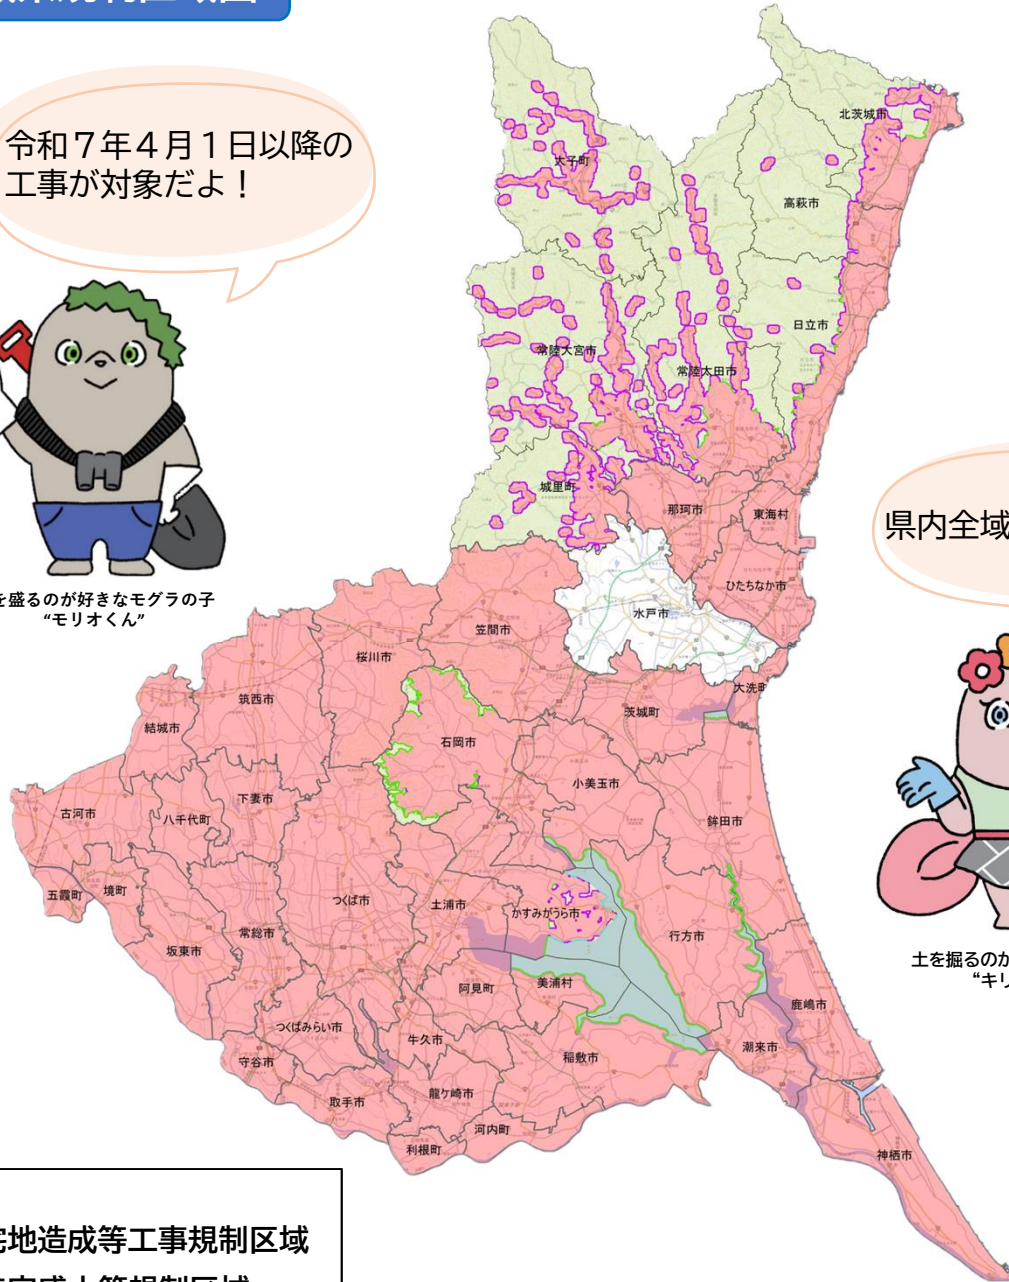 令和７年４月１日以降の
工事が対象だよ！
を盛るのが好きなモグラの子
“モリオくん”
県内全域
土を掘るのが
“キリ
北茨城市
大子町
高萩市
日立市
常陸大宮市
常陸太田市
城里町
那珂市
東海村
ひたちなか市
水戸市
笠間市
桜川市
大洗町
茨城町
筑西市
結城市
石岡市
小美玉市
鉾田市
下妻市
八千代町
古河市
五霞町
境町
つくば市
土浦市
かすみがうら市
行方市
常総市
坂東市
阿見町
美浦村
鹿嶋市
つくばみらい市
牛久市
稲敷市
潮来市
守谷市
取手市
龍ケ崎市
河内町
利根町
神栖市
宅地造成等工事規制区域
定盛土等規制区域